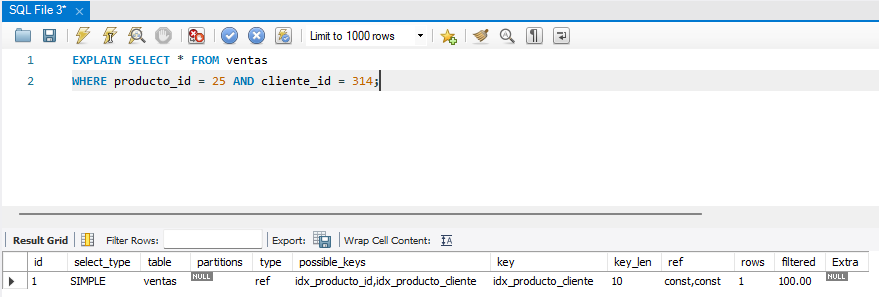 SQL File 3*
Limit to 1000 rows
1 EXPLAIN SELECT * FROM ventas
2 WHERE producto_id = 25 AND cliente_id = 314;
Result Grid Filter Rows: Export: Wrap Cell Content:
id select_type table partitions type possible_keys key key_len ref rows filtered Extra
1 SIMPLE ventas NULL ref idx_producto_id,idx_producto_cliente idx_producto_cliente 10 const,const 1 100.00 NULL